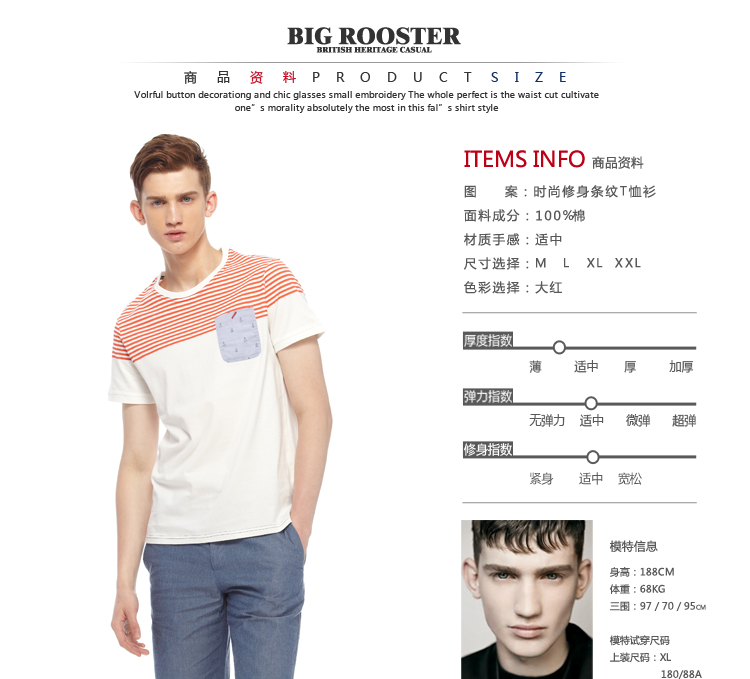 BIG ROOSTER
BRITISH HERITAGE CASUAL
商 品 资 料 P R O D U C T S I Z E
Volrful button decorationg and chic glasses small embroidery The whole perfect is the waist cut cultivate
one”s morality absolutely the most in this fal”s shirt style
ITEMS INFO 商品资料
图 案：时尚修身条纹T恤衫
面料成分：100%棉
材质手感：适中
尺寸选择：M L XL XXL
色彩选择：大红
厚度指数
薄 适中 厚 加厚
弹力指数
无弹力 适中 微弹 超弹
修身指数
紧身 适中 宽松
模特信息
身高：188CM
体重：68KG
三围：97 / 70 / 95CM
模特试穿尺码
上装尺码：XL
180/88A